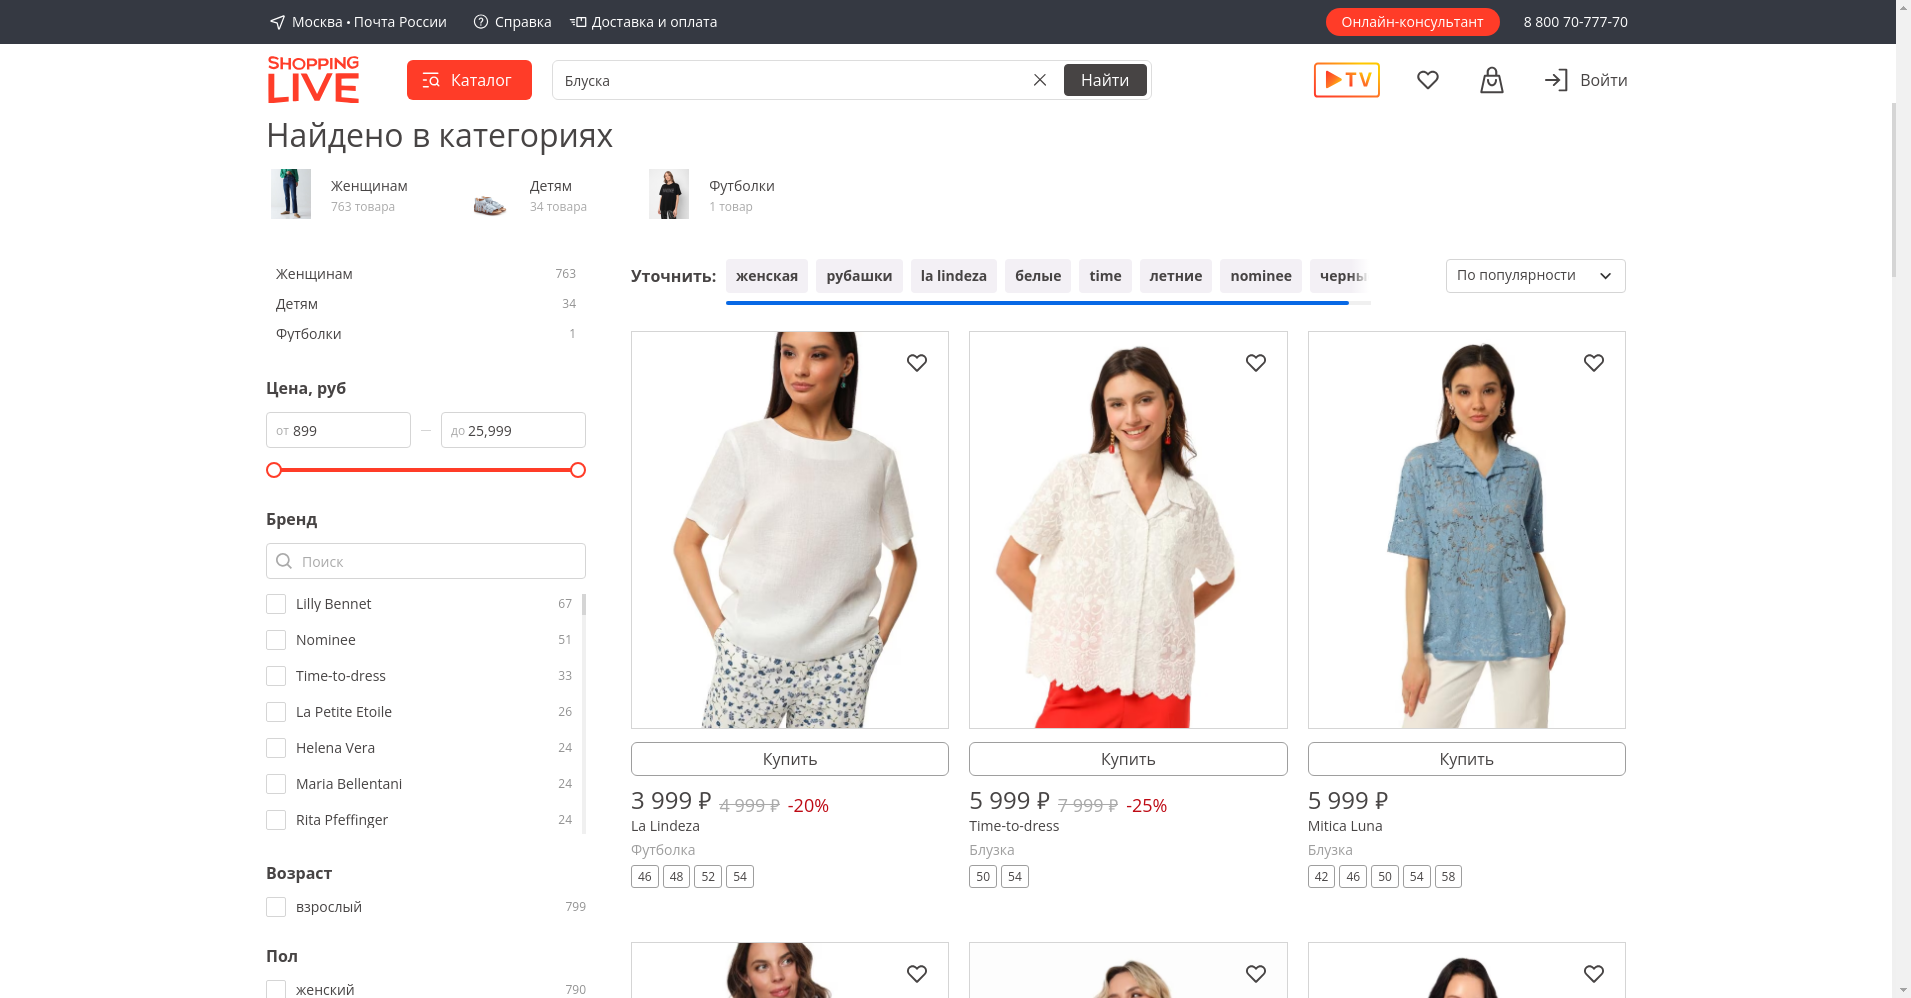 Москва • Почта России
Справка
Доставка и оплата
Онлайн-консультант
8 800 70-777-70
SHOPPING
LIVE
Каталог
Блуска
Найти
TV
Войти
Найдено в категориях
Женщинам
763 товара
Детям
34 товара
Футболки
1 товар
Женщинам 763
Детям 34
Футболки 1
Цена, руб
от 899 — до 25,999
Бренд
Поиск
Lilly Bennet 67
Nominee 51
Time-to-dress 33
La Petite Etoile 26
Helena Vera 24
Maria Bellentani 24
Rita Pfeffinger 24
Возраст
взрослый 799
Пол
женский 790
Уточнить: женская рубашки la lindeza белые time летние nominee черны
По популярности
Купить
3 999 ₽ 4 999 ₽ -20%
La Lindeza
Футболка
46 48 52 54
Купить
5 999 ₽ 7 999 ₽ -25%
Time-to-dress
Блузка
50 54
Купить
5 999 ₽
Mitica Luna
Блузка
42 46 50 54 58